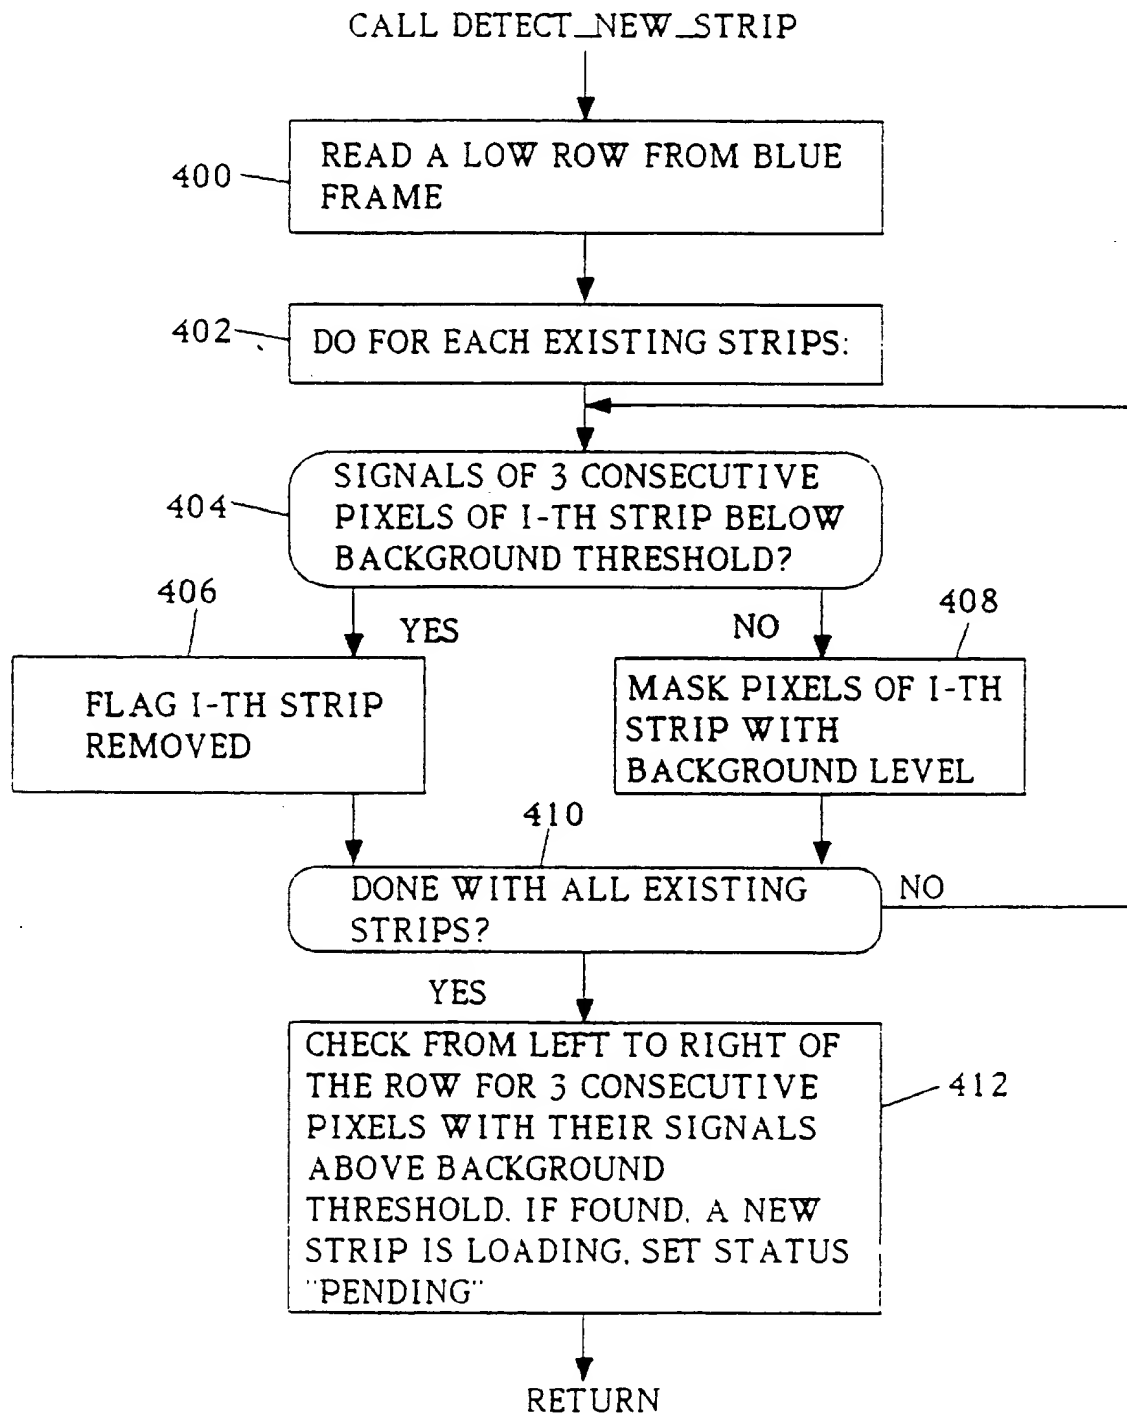 CALL DETECT_NEW_STRIP
400
READ A LOW ROW FROM BLUE
FRAME
402
DO FOR EACH EXISTING STRIPS:
404
SIGNALS OF 3 CONSECUTIVE
PIXELS OF I-TH STRIP BELOW
BACKGROUND THRESHOLD?
406
YES
NO
408
FLAG I-TH STRIP
REMOVED
MASK PIXELS OF I-TH
STRIP WITH
BACKGROUND LEVEL
410
DONE WITH ALL EXISTING
STRIPS?
NO
YES
CHECK FROM LEFT TO RIGHT OF
THE ROW FOR 3 CONSECUTIVE
PIXELS WITH THEIR SIGNALS
ABOVE BACKGROUND
THRESHOLD. IF FOUND, A NEW
STRIP IS LOADING, SET STATUS
"PENDING"
412
RETURN